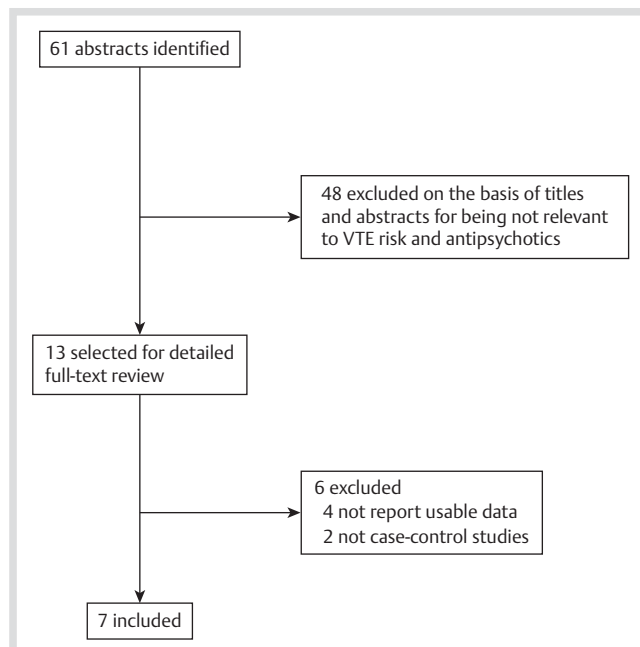 61 abstracts identified
48 excluded on the basis of titles
and abstracts for being not relevant
to VTE risk and antipsychotics
13 selected for detailed
full-text review
6 excluded
4 not report usable data
2 not case-control studies
7 included